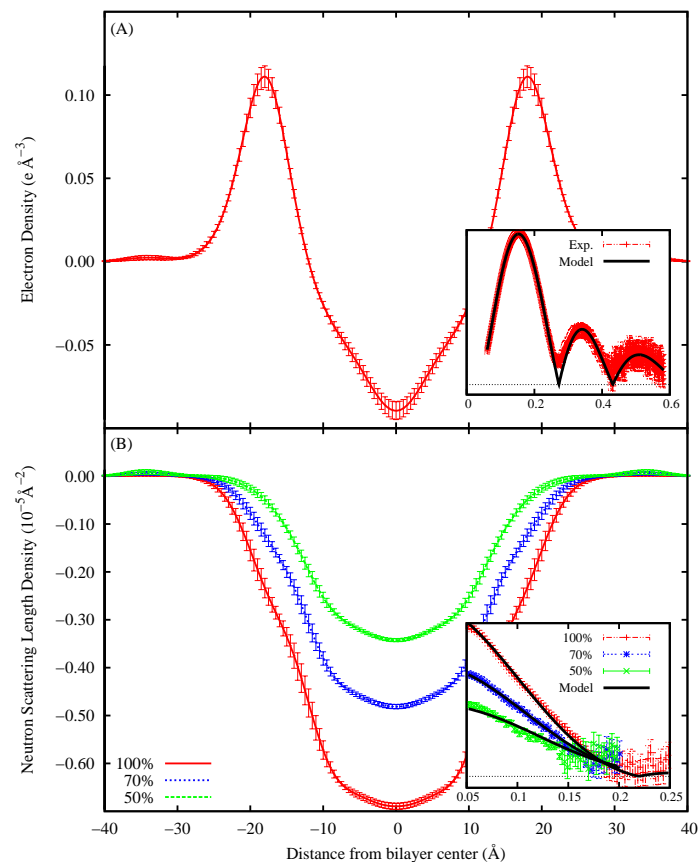 (A)
Electron Density (e Å⁻³)
0.10
0.05
0.00
−0.05
Exp.
Model
0 0.2 0.4 0.6
(B)
Neutron Scattering Length Density (10⁻⁵Å⁻²)
0.00
−0.10
−0.20
−0.30
−0.40
−0.50
−0.60
100%
70%
50%
Model
0.05 0.1 0.15 0.2 0.25
100%
70%
50%
−40 −30 −20 −10 0 10 20 30 40
Distance from bilayer center (Å)